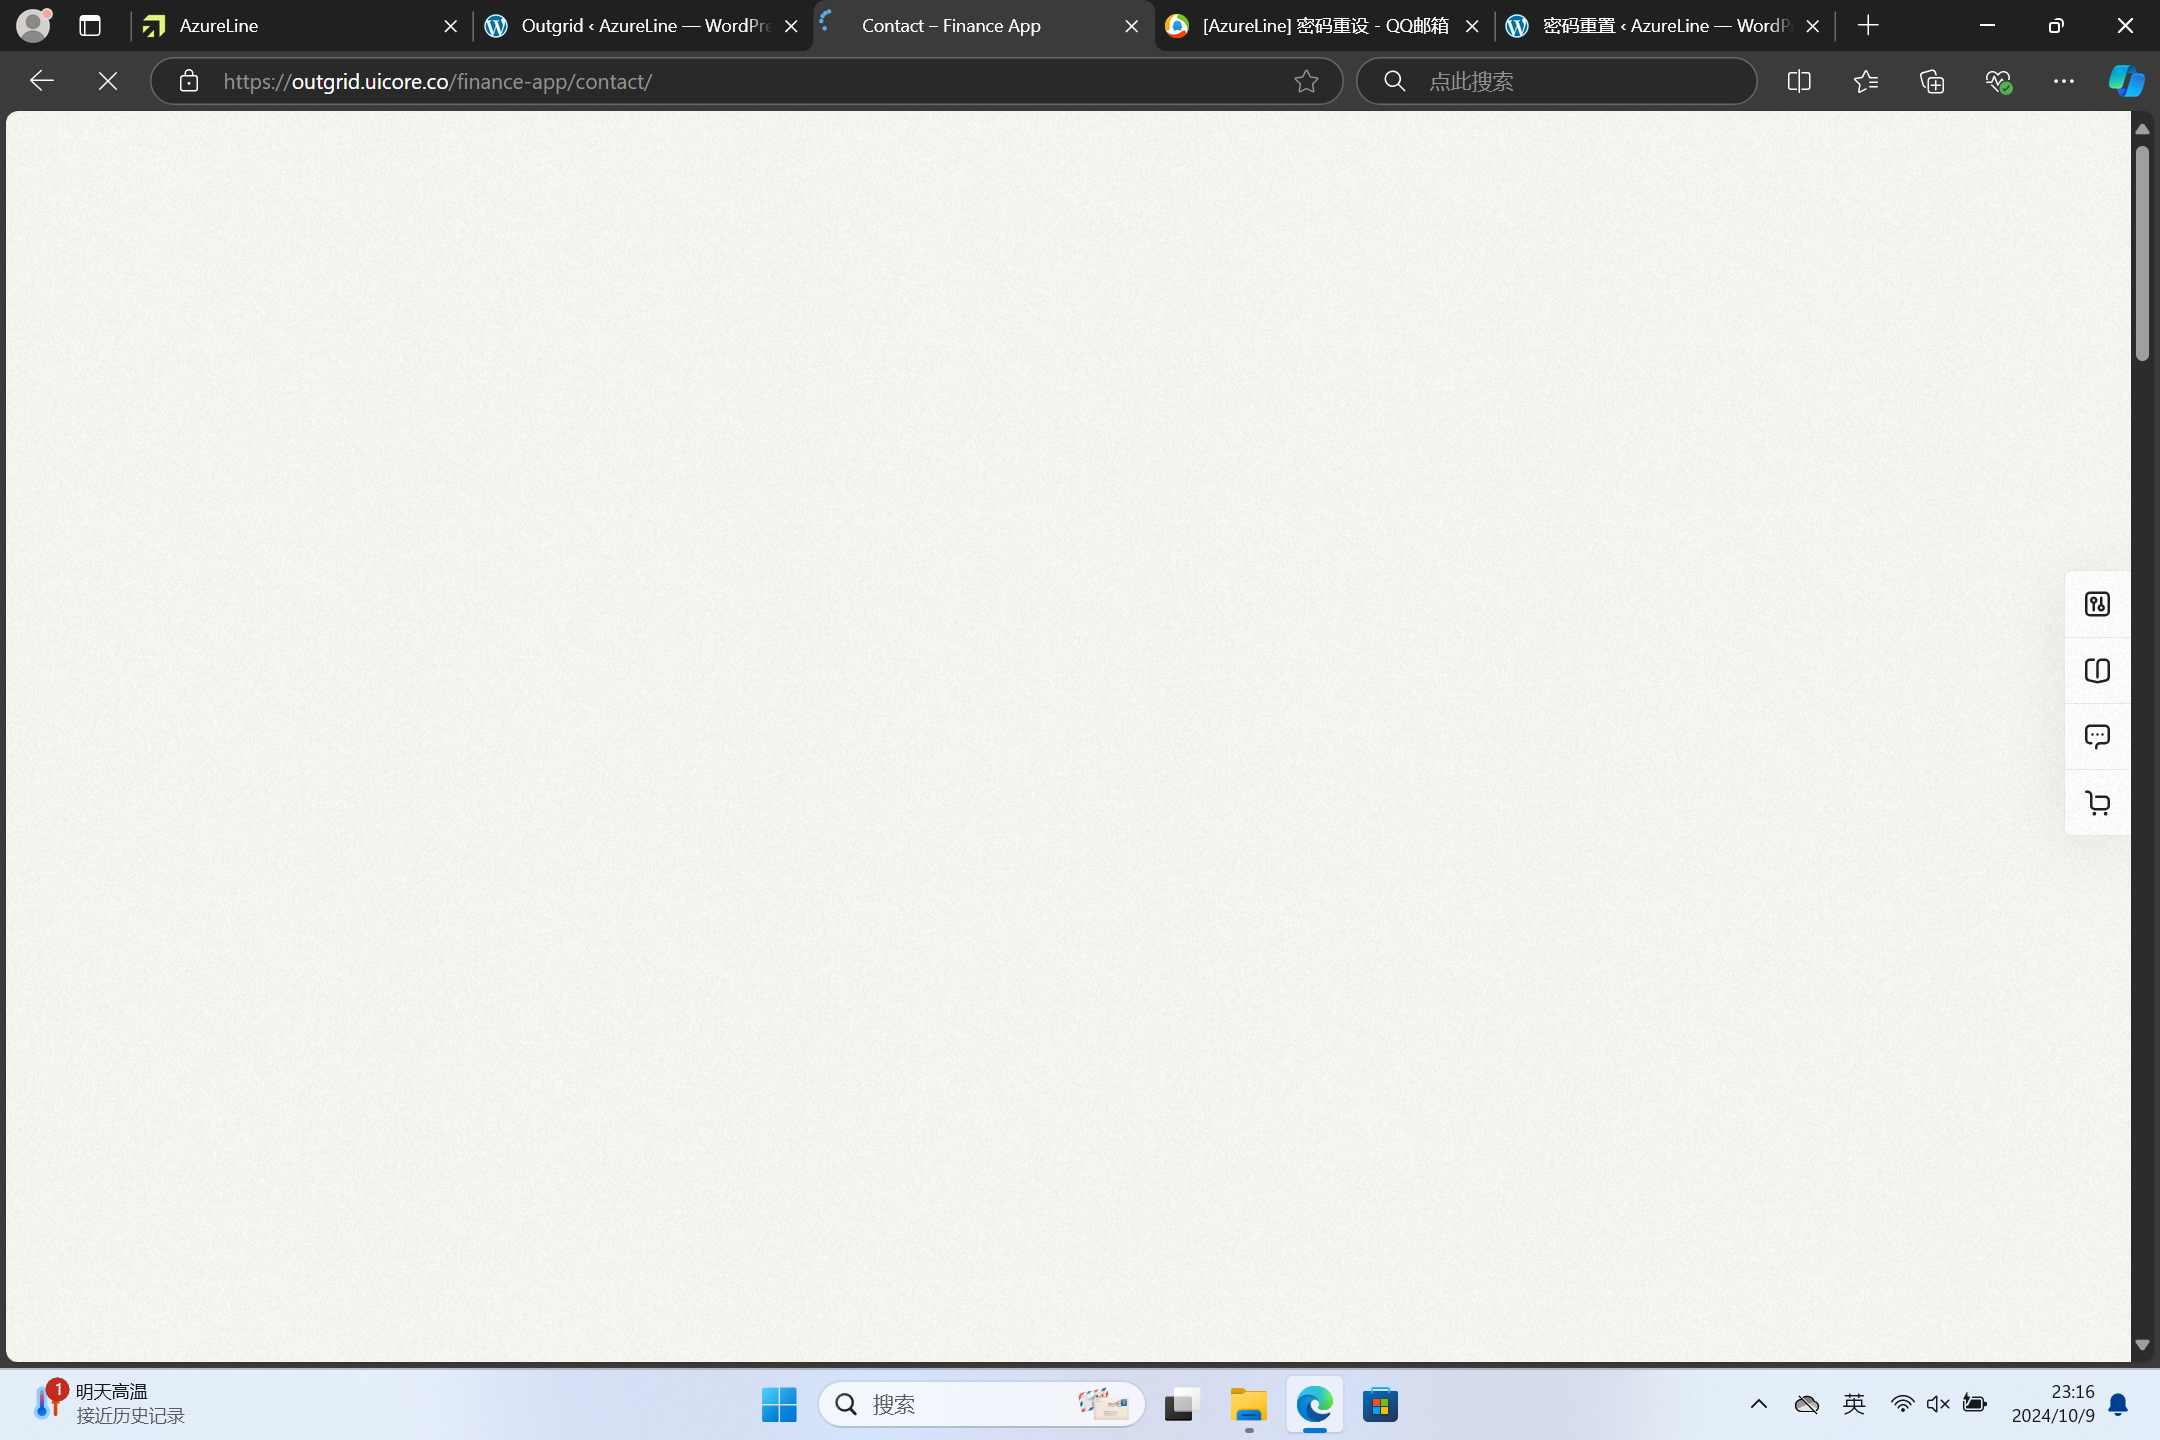 AzureLine
Outgrid ‹ AzureLine — WordPre
Contact – Finance App
[AzureLine] 密码重设 - QQ邮箱
密码重置 ‹ AzureLine — WordP
https://outgrid.uicore.co/finance-app/contact/
点此搜索
1
明天高温
接近历史记录
搜索
英
23:16
2024/10/9